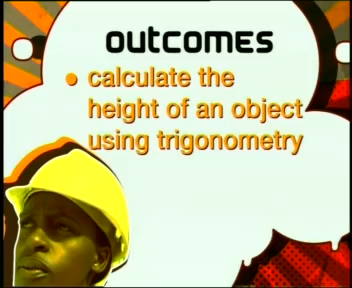 outcomes
• calculate the
height of an object
using trigonometry